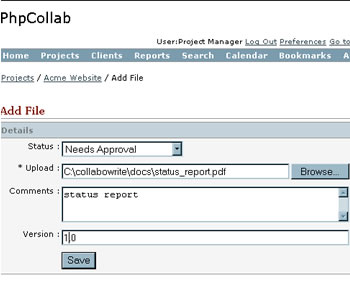 PhpCollab
User:Project Manager Log Out Preferences Go to
Home Projects Clients Reports Search Calendar Bookmarks A
Projects / Acme Website / Add File
Add File
Details
Status : Needs Approval
* Upload : C:\collabowrite\docs\status_report.pdf Browse...
Comments : status report
Version : 1.0
Save